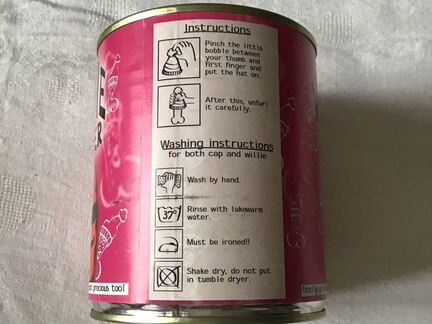 Instructions
Pinch the little
bobble between
your thumb and
first finger and
put the hat on.
After this, unfurl
it carefully.
Washing instructions
for both cap and willie
Wash by hand.
37°
Rinse with lukewarm
water.
Must be ironed!!
Shake dry, do not put
in tumble dryer.
precious tool